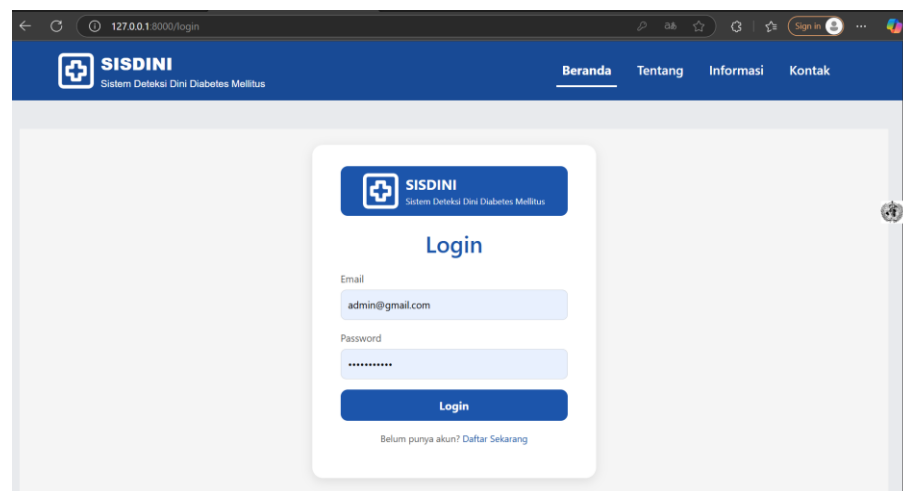 127.0.0.1:8000/login
Sign in
SISDINI
Sistem Deteksi Dini Diabetes Mellitus
Beranda Tentang Informasi Kontak
SISDINI
Sistem Deteksi Dini Diabetes Mellitus
Login
Email
admin@gmail.com
Password
•••••••••••
Login
Belum punya akun? Daftar Sekarang